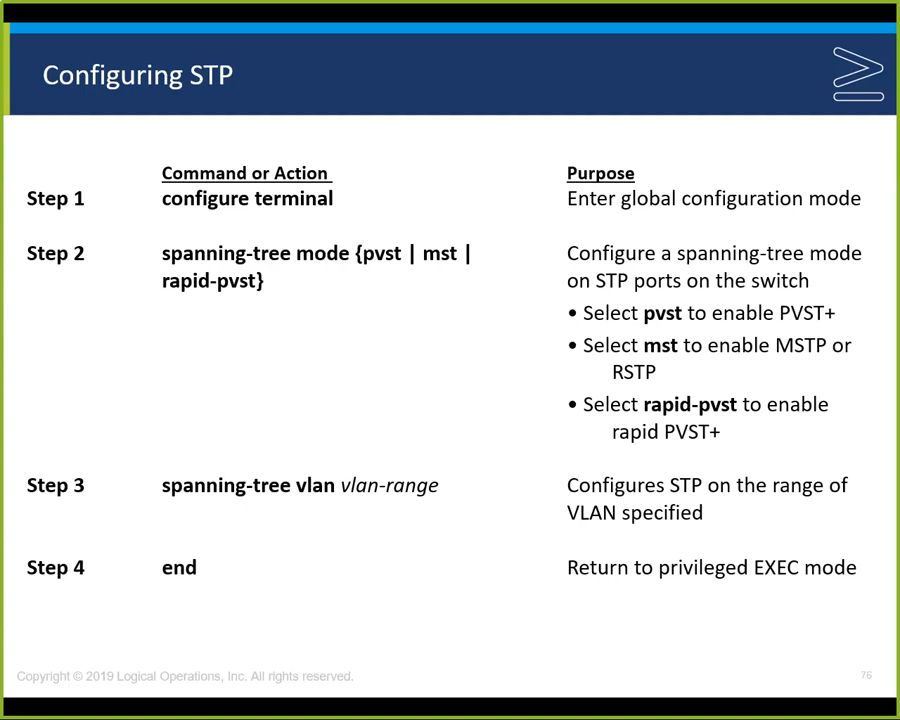 Configuring STP
Command or Action Purpose
Step 1 configure terminal Enter global configuration mode
Step 2 spanning-tree mode {pvst | mst | Configure a spanning-tree mode
rapid-pvst} on STP ports on the switch
• Select pvst to enable PVST+
• Select mst to enable MSTP or
RSTP
• Select rapid-pvst to enable
rapid PVST+
Step 3 spanning-tree vlan vlan-range Configures STP on the range of
VLAN specified
Step 4 end Return to privileged EXEC mode
Copyright © 2019 Logical Operations, Inc. All rights reserved. 76